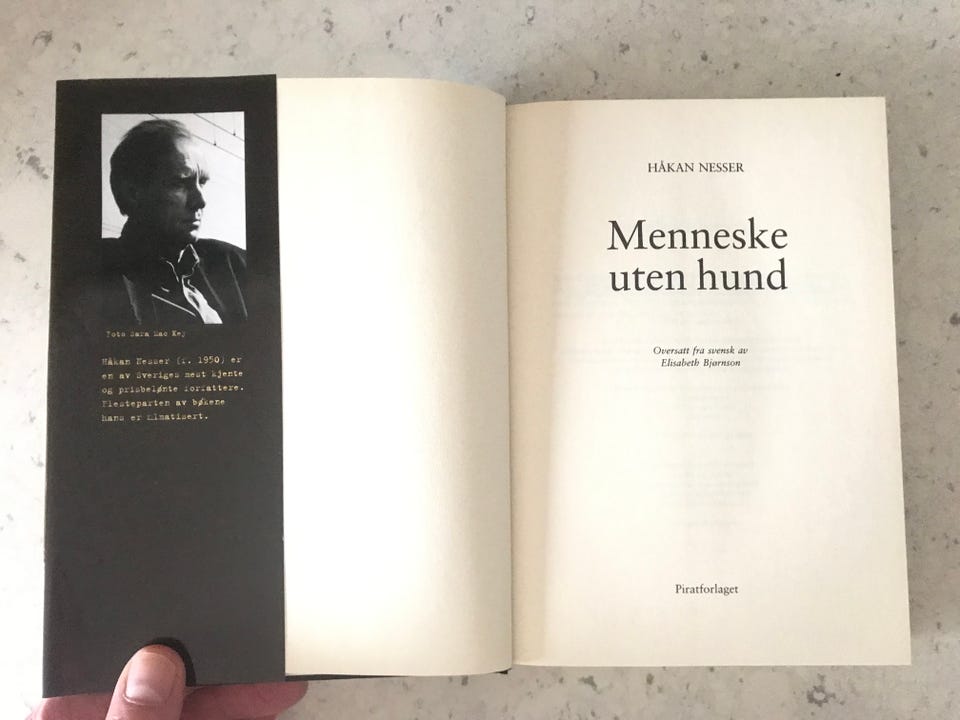 Foto Sara Mac Key
Håkan Nesser (f. 1950) er
en av Sveriges mest kjente
og prisbelønte forfattere.
Flesteparten av bøkene
hans er filmatisert.
HÅKAN NESSER
Menneske
uten hund
Oversatt fra svensk av
Elisabeth Bjørnson
Piratforlaget